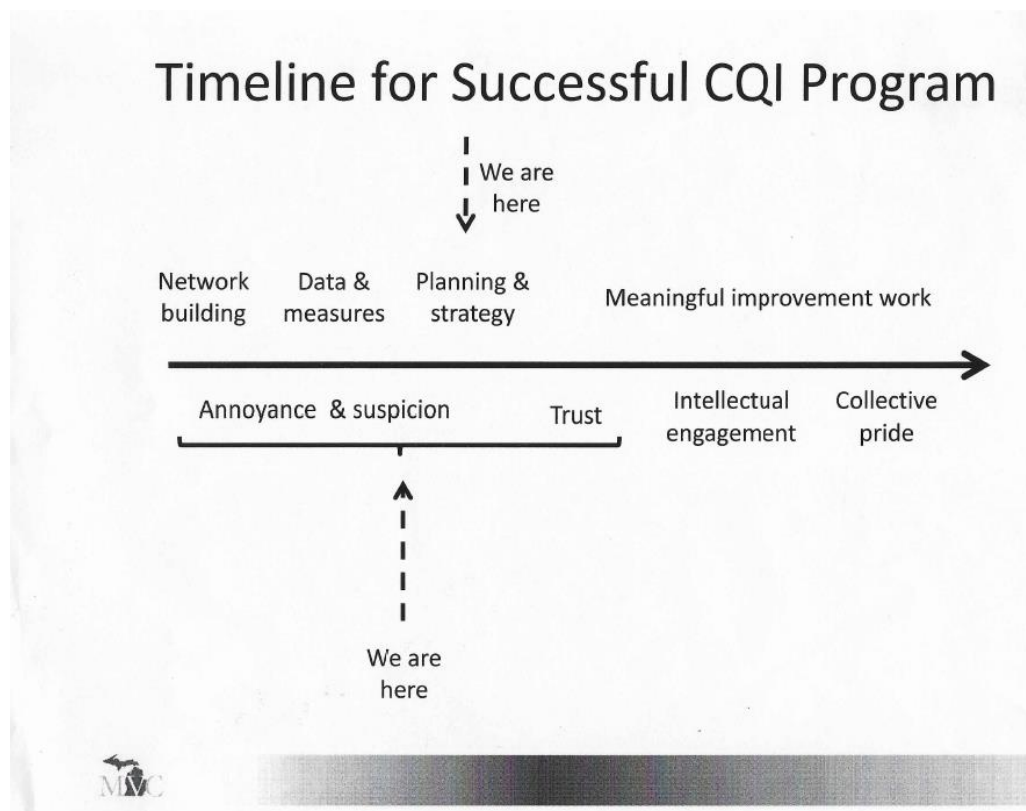 Timeline for Successful CQI Program
We are
here
Network
building
Data &
measures
Planning &
strategy
Meaningful improvement work
Annoyance & suspicion
Trust
Intellectual
engagement
Collective
pride
We are
here
MVC